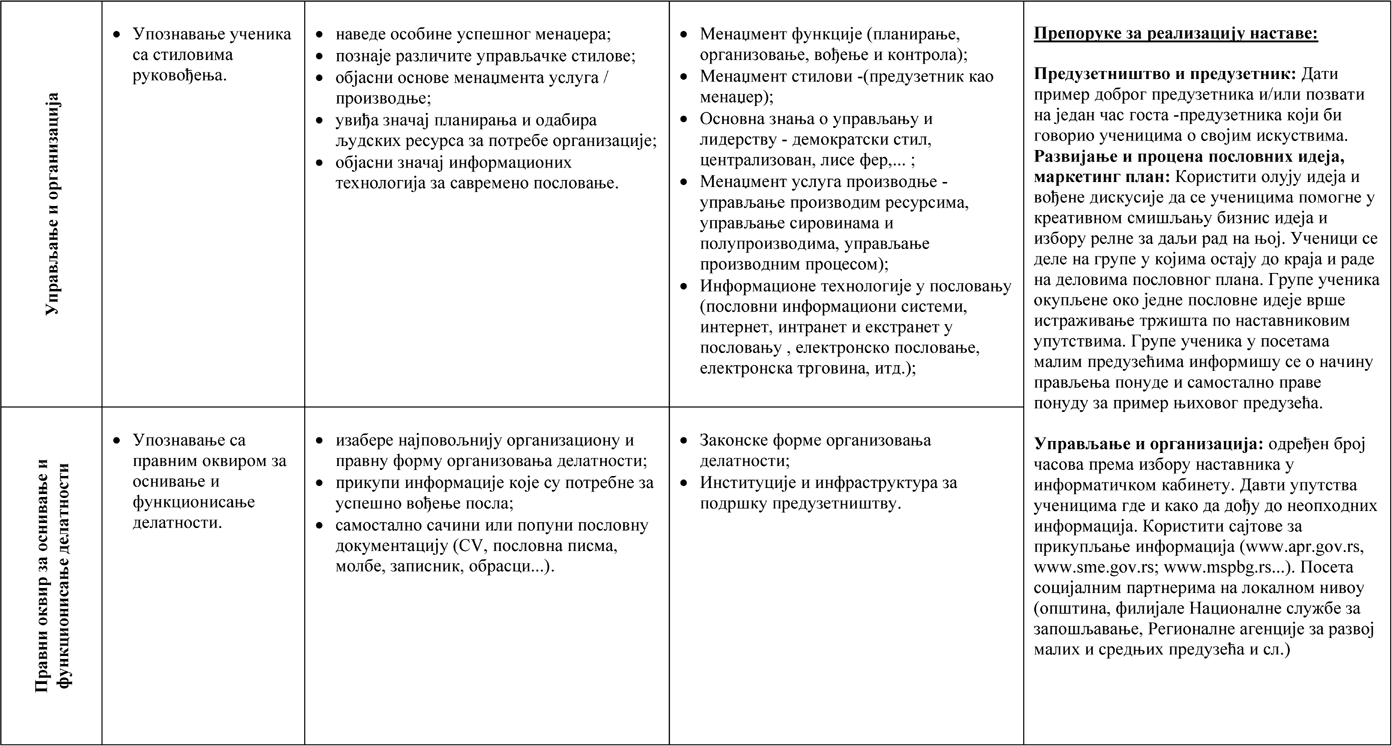 Управљање и организација
• Упознавање ученика
са стиловима
руковођења.
• наведе особине успешног менаџера;
• познаје различите управљачке стилове;
• објасни основе менаџмента услуга /
производње;
• увиђа значај планирања и одабира
људских ресурса за потребе организације;
• објасни значај информационих
технологија за савремено пословање.
• Менаџмент функције (планирање,
организовање, вођење и контрола);
• Менаџмент стилови -(предузетник као
менаџер);
• Основна знања о управљању и
лидерству - демократски стил,
централизован, лисе фер,... ;
• Менаџмент услуга производње -
управљање производим ресурсима,
управљање сировинама и
полупроизводима, управљање
производним процесом);
• Информационе технологије у пословању
(пословни информациони системи,
интернет, интранет и екстранет у
пословању , електронско пословање,
електронска трговина, итд.);
Правни оквир за оснивање и
функционисање делатности
• Упознавање са
правним оквиром за
оснивање и
функционисање
делатности.
• изабере најповољнију организациону и
правну форму организовања делатности;
• прикупи информације које су потребне за
успешно вођење посла;
• самостално сачини или попуни пословну
документацију (CV, пословна писма,
молбе, записник, обрасци...).
• Законске форме организовања
делатности;
• Институције и инфраструктура за
подршку предузетништву.
Препоруке за реализацију наставе:
Предузетништво и предузетник: Дати
пример доброг предузетника и/или позвати
на један час госта -предузетника који би
говорио ученицима о својим искуствима.
Развијање и процена пословних идеја,
маркетинг план: Користити олују идеја и
вођене дискусије да се ученицима помогне у
креативном смишљању бизнис идеја и
избору релне за даљи рад на њој. Ученици се
деле на групе у којима остају до краја и раде
на деловима пословног плана. Групе ученика
окупљене око једне пословне идеје врше
истраживање тржишта по наставниковим
упутствима. Групе ученика у посетама
малим предузећима информишу се о начину
прављења понуде и самостално праве
понуду за пример њиховог предузећа.
Управљање и организација: одређен број
часова према избору наставника у
информатичком кабинету. Давти упутства
ученицима где и како да дођу до неопходних
информација. Користити сајтове за
прикупљање информација (www.apr.gov.rs,
www.sme.gov.rs; www.mspbg.rs...). Посета
социјалним партнерима на локалном нивоу
(општина, филијале Националне службе за
запошљавање, Регионалне агенције за развој
малих и средњих предузећа и сл.)